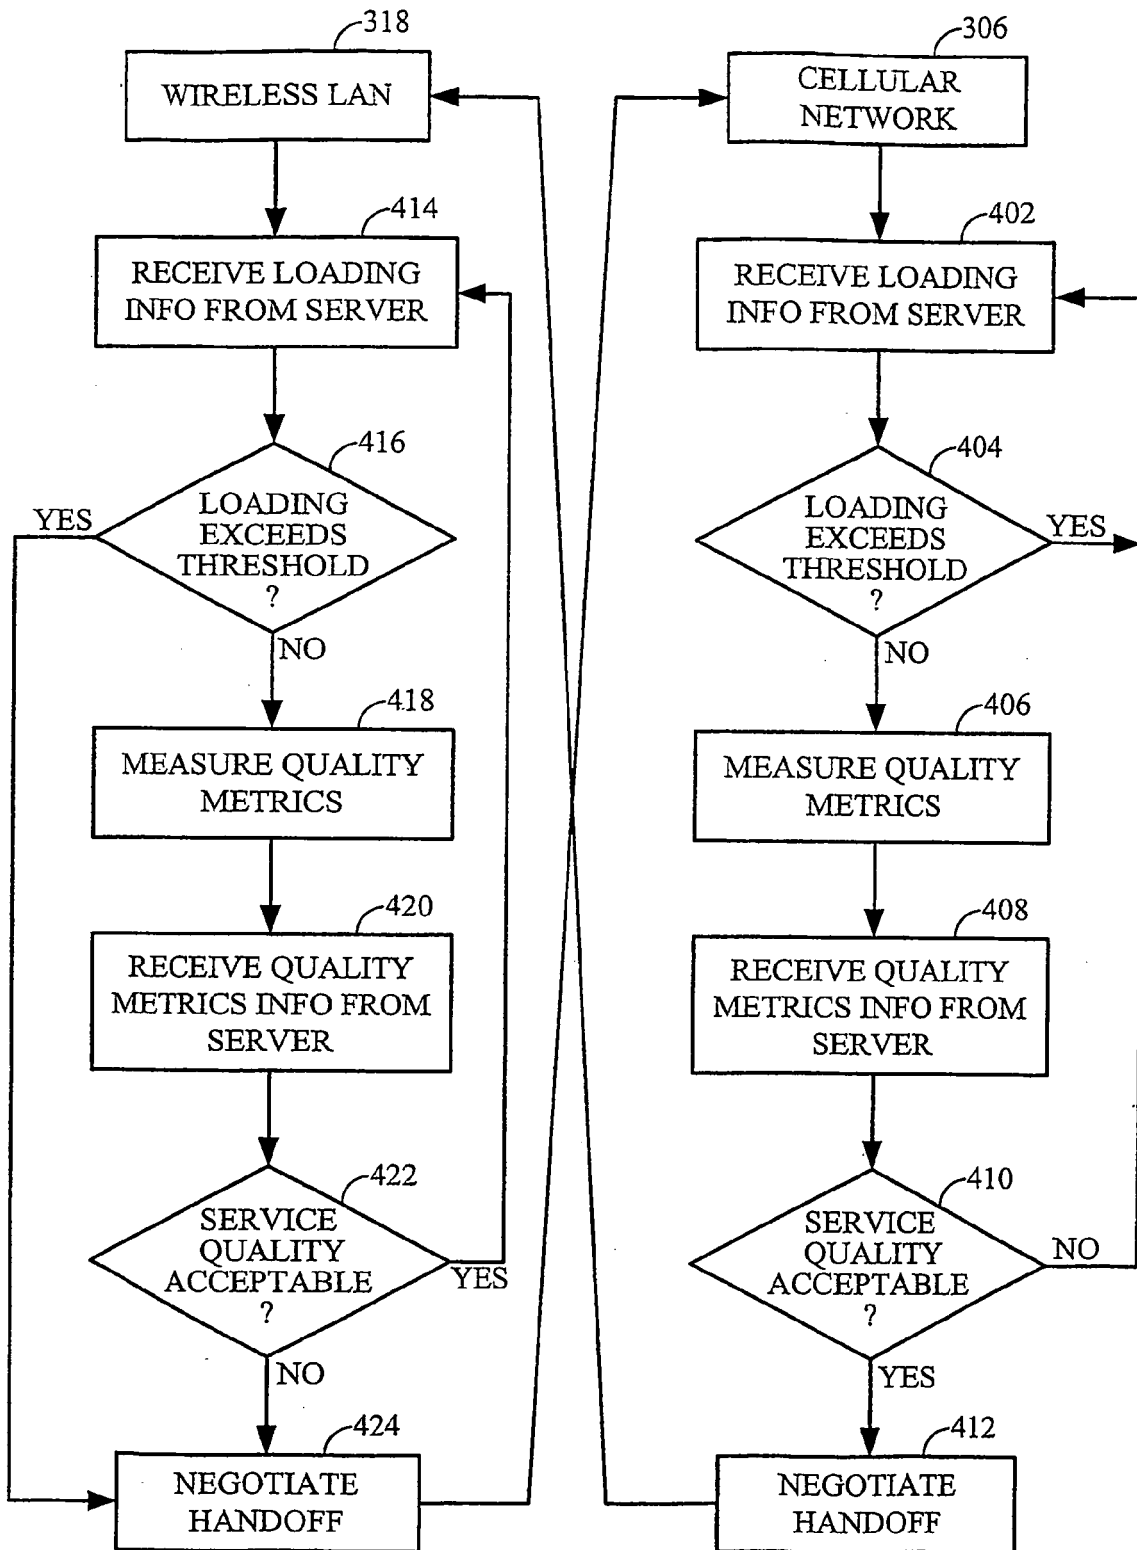 318
WIRELESS LAN
414
RECEIVE LOADING
INFO FROM SERVER
416
LOADING
EXCEEDS
THRESHOLD
?
YES
NO
418
MEASURE QUALITY
METRICS
420
RECEIVE QUALITY
METRICS INFO FROM
SERVER
422
SERVICE
QUALITY
ACCEPTABLE
?
YES
NO
424
NEGOTIATE
HANDOFF
306
CELLULAR
NETWORK
402
RECEIVE LOADING
INFO FROM SERVER
404
LOADING
EXCEEDS
THRESHOLD
?
YES
NO
406
MEASURE QUALITY
METRICS
408
RECEIVE QUALITY
METRICS INFO FROM
SERVER
410
SERVICE
QUALITY
ACCEPTABLE
?
NO
YES
412
NEGOTIATE
HANDOFF